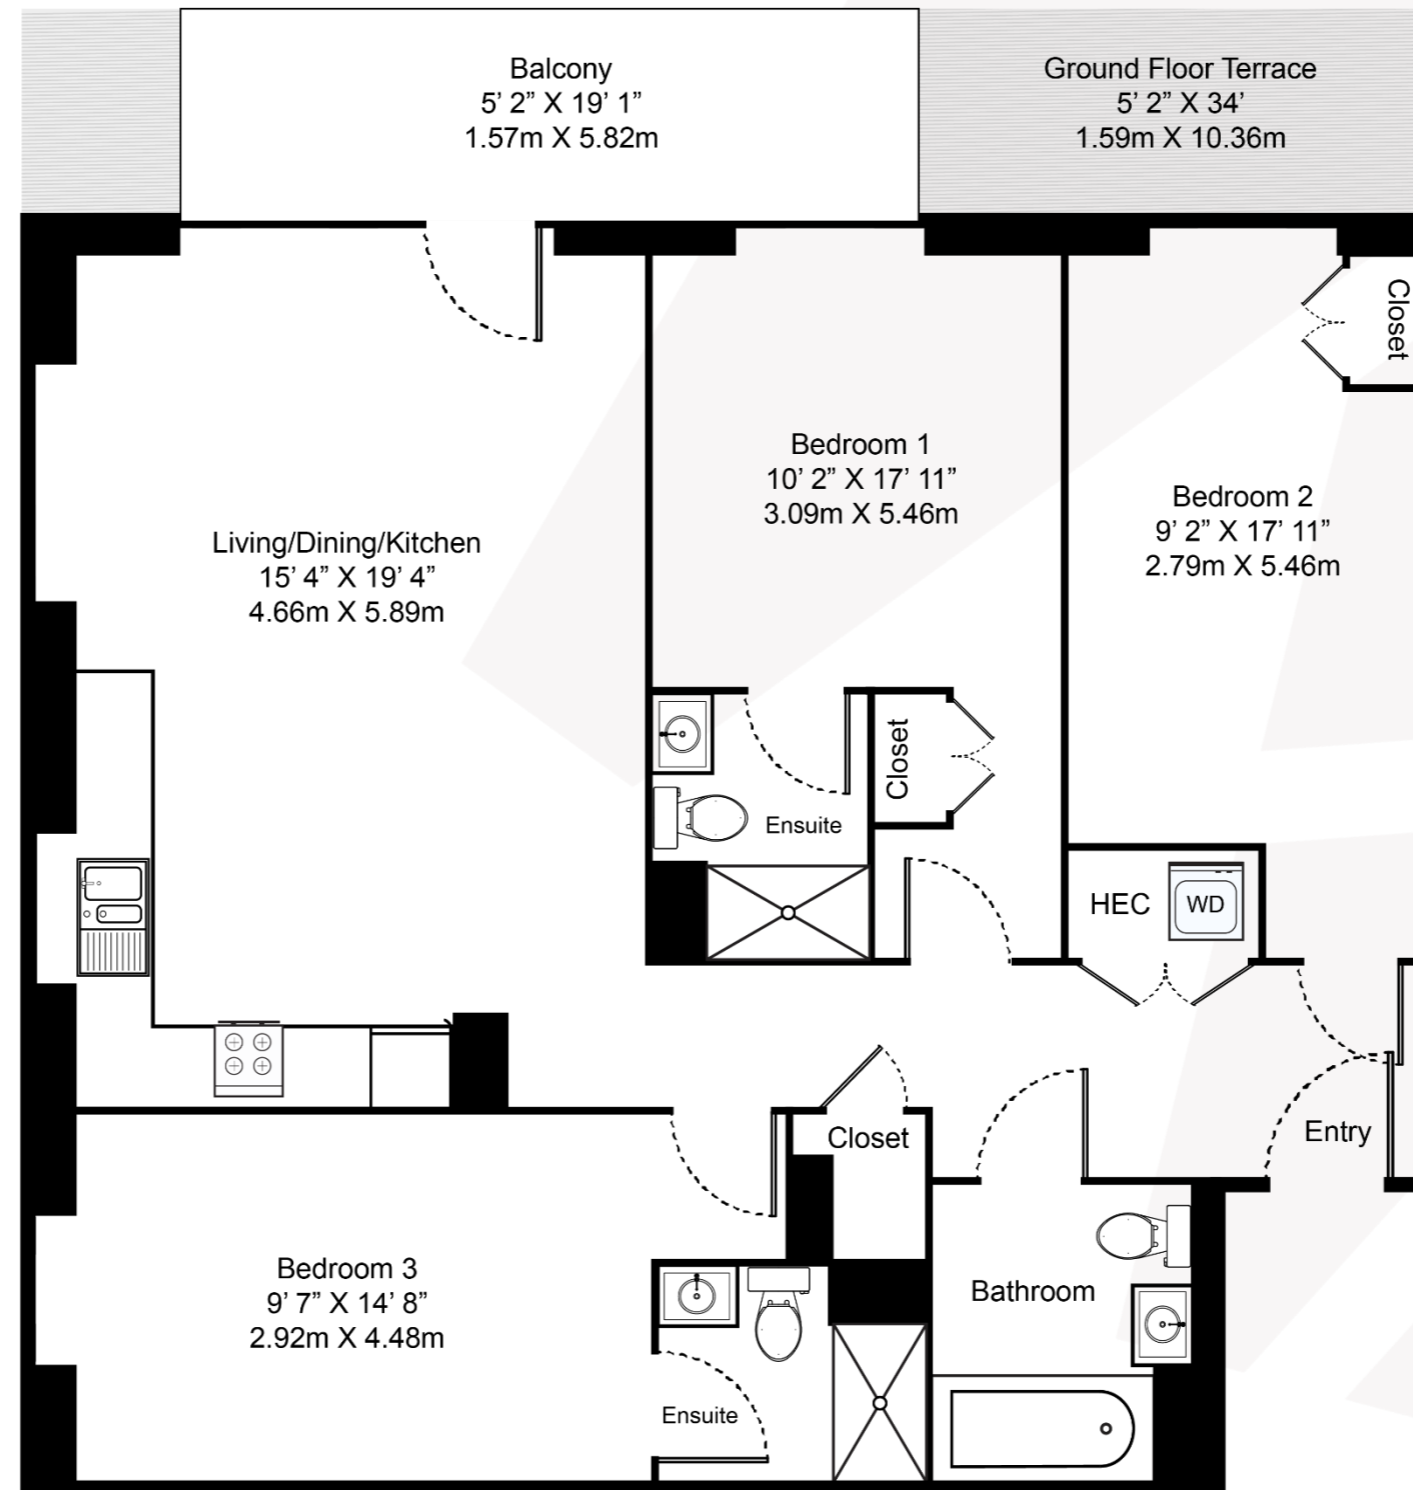 Balcony
5’ 2” X 19’ 1”
1.57m X 5.82m
Ground Floor Terrace
5’ 2” X 34’
1.59m X 10.36m
Closet
Bedroom 1
10’ 2” X 17’ 11”
3.09m X 5.46m
Bedroom 2
9’ 2” X 17’ 11”
2.79m X 5.46m
Living/Dining/Kitchen
15’ 4” X 19’ 4”
4.66m X 5.89m
Closet
Ensuite
HEC
WD
Closet
Entry
Bedroom 3
9’ 7” X 14’ 8”
2.92m X 4.48m
Bathroom
Ensuite